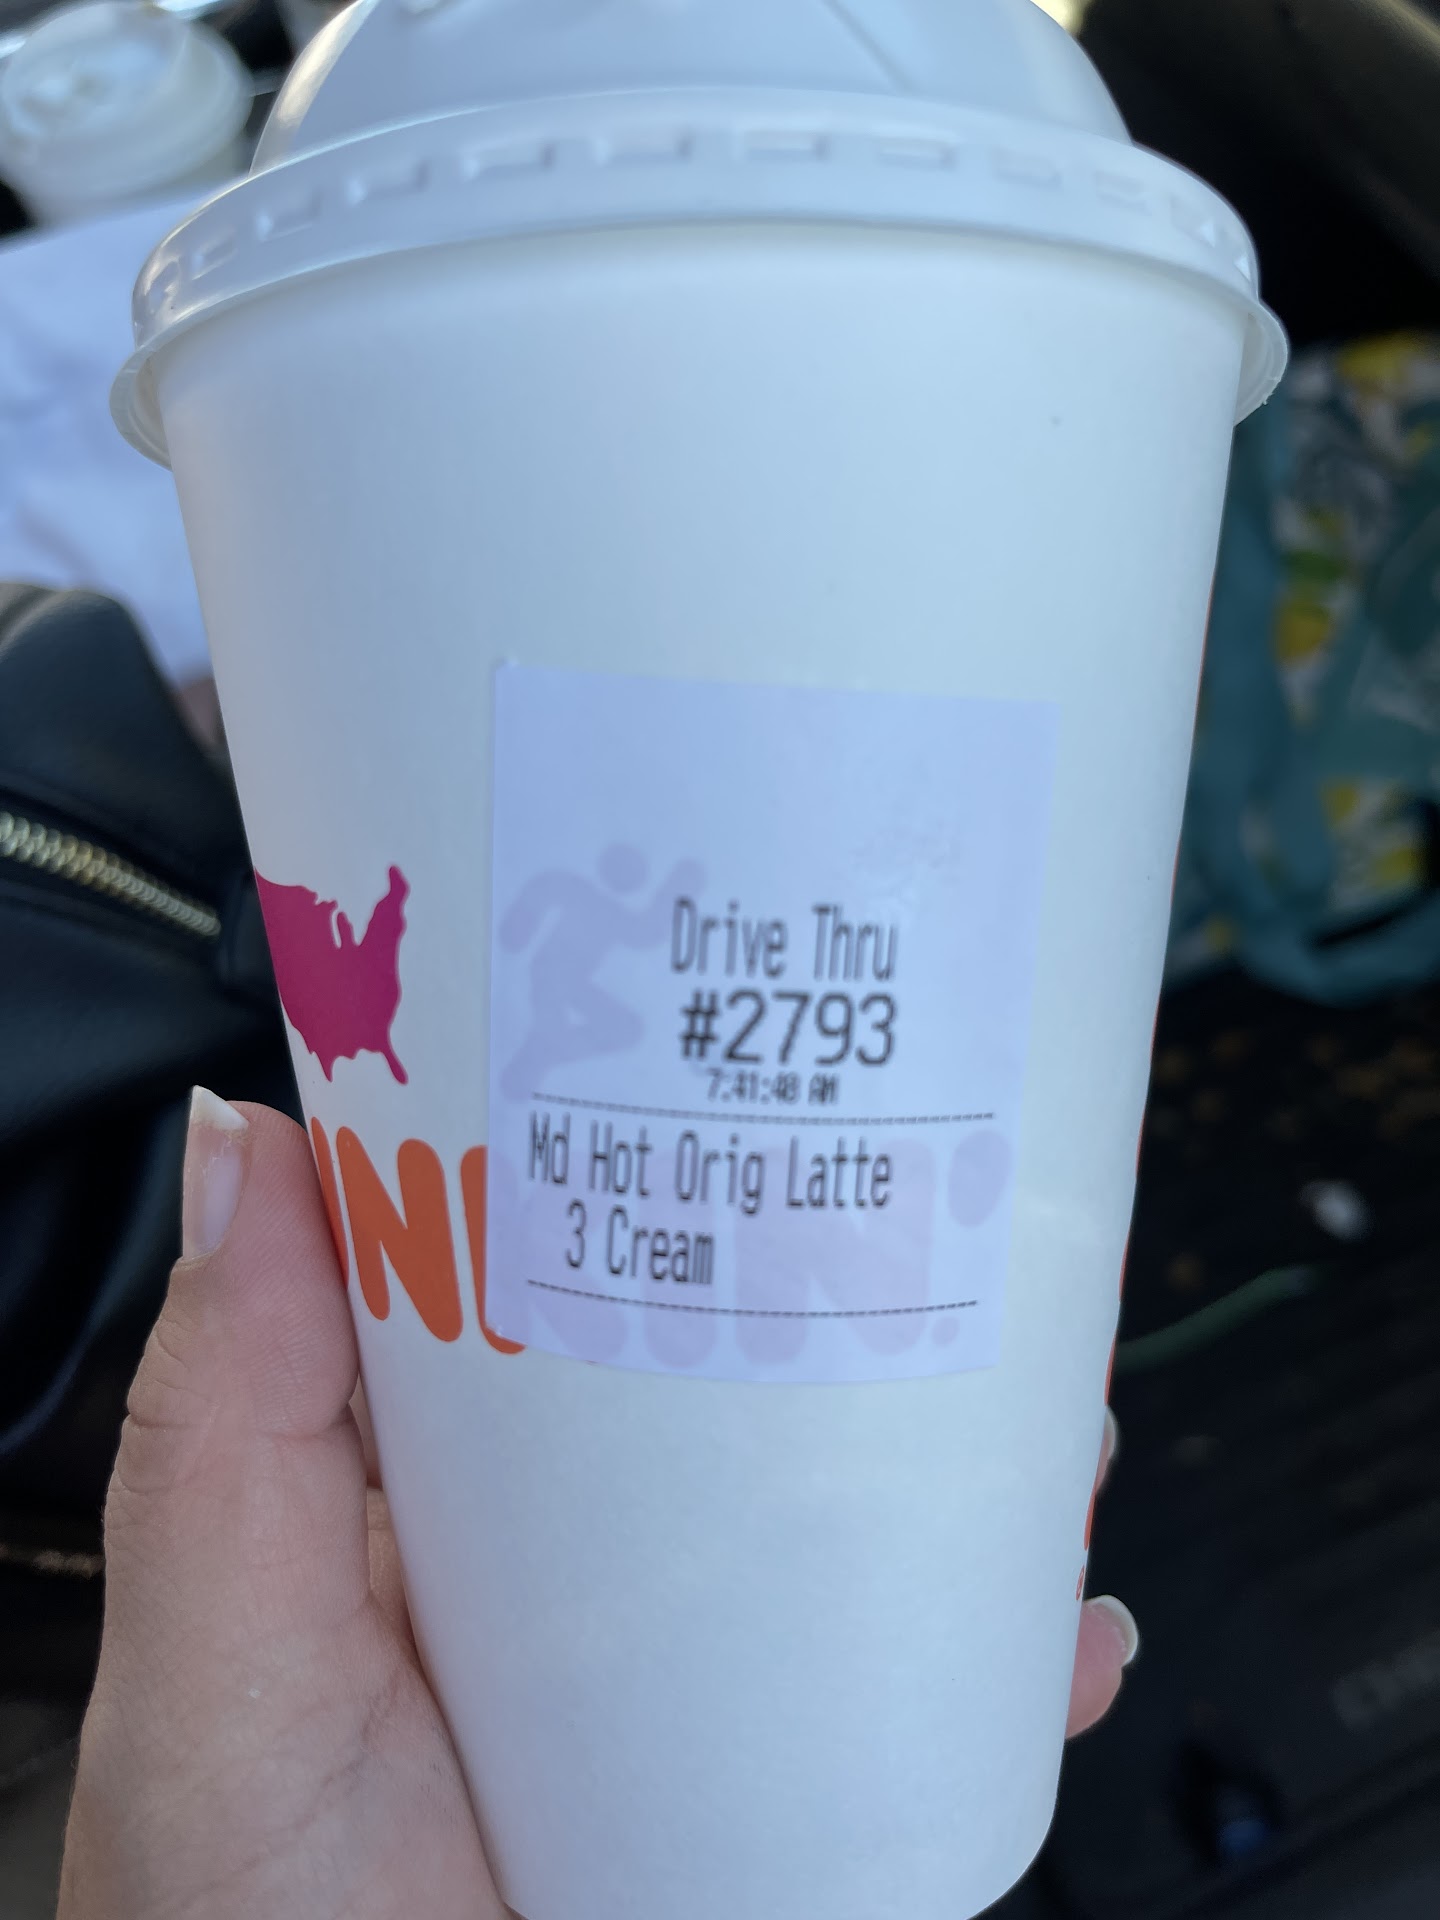 Drive Thru
#2793
7:41:48 AM
Md Hot Orig Latte
3 Cream